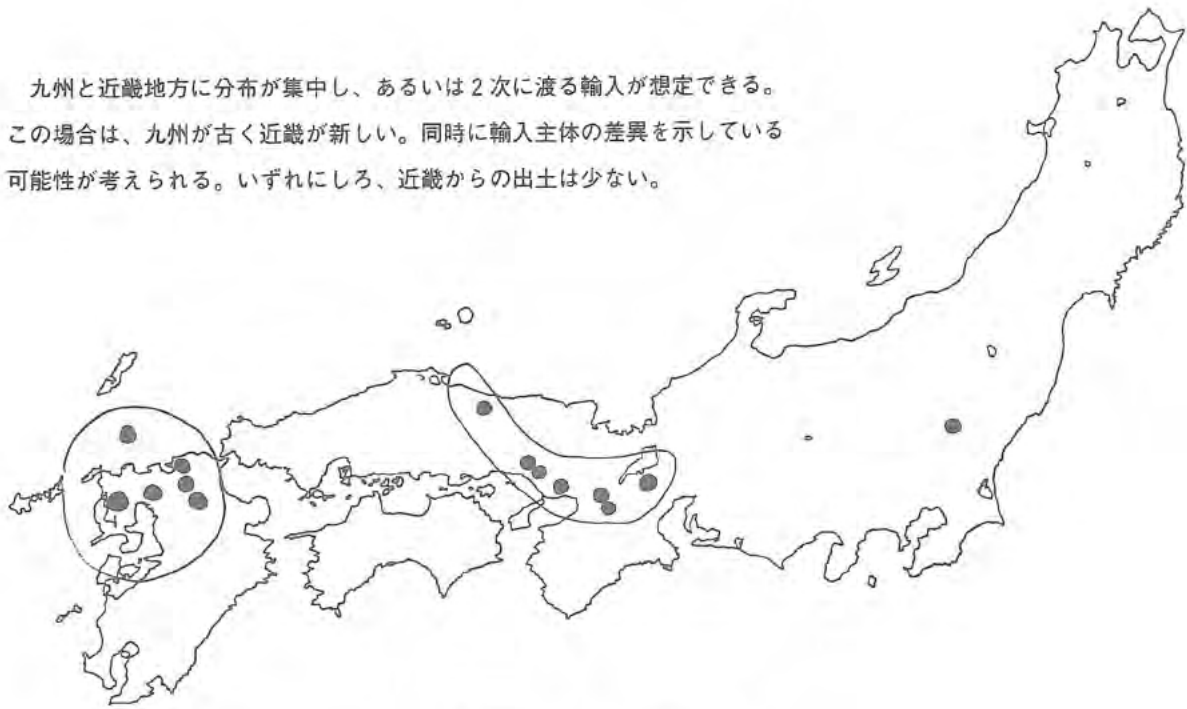 九州と近畿地方に分布が集中し、あるいは２次に渡る輸入が想定できる。
この場合は、九州が古く近畿が新しい。同時に輸入主体の差異を示している
可能性が考えられる。いずれにしろ、近畿からの出土は少ない。